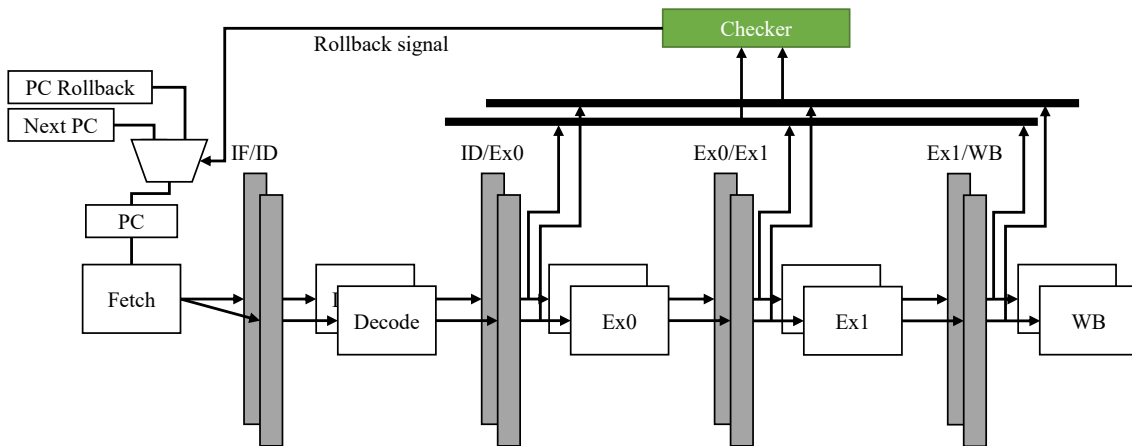 Checker
Rollback signal
PC Rollback
Next PC
IF/ID
ID/Ex0
Ex0/Ex1
Ex1/WB
PC
Fetch
Decode
Ex0
Ex1
WB